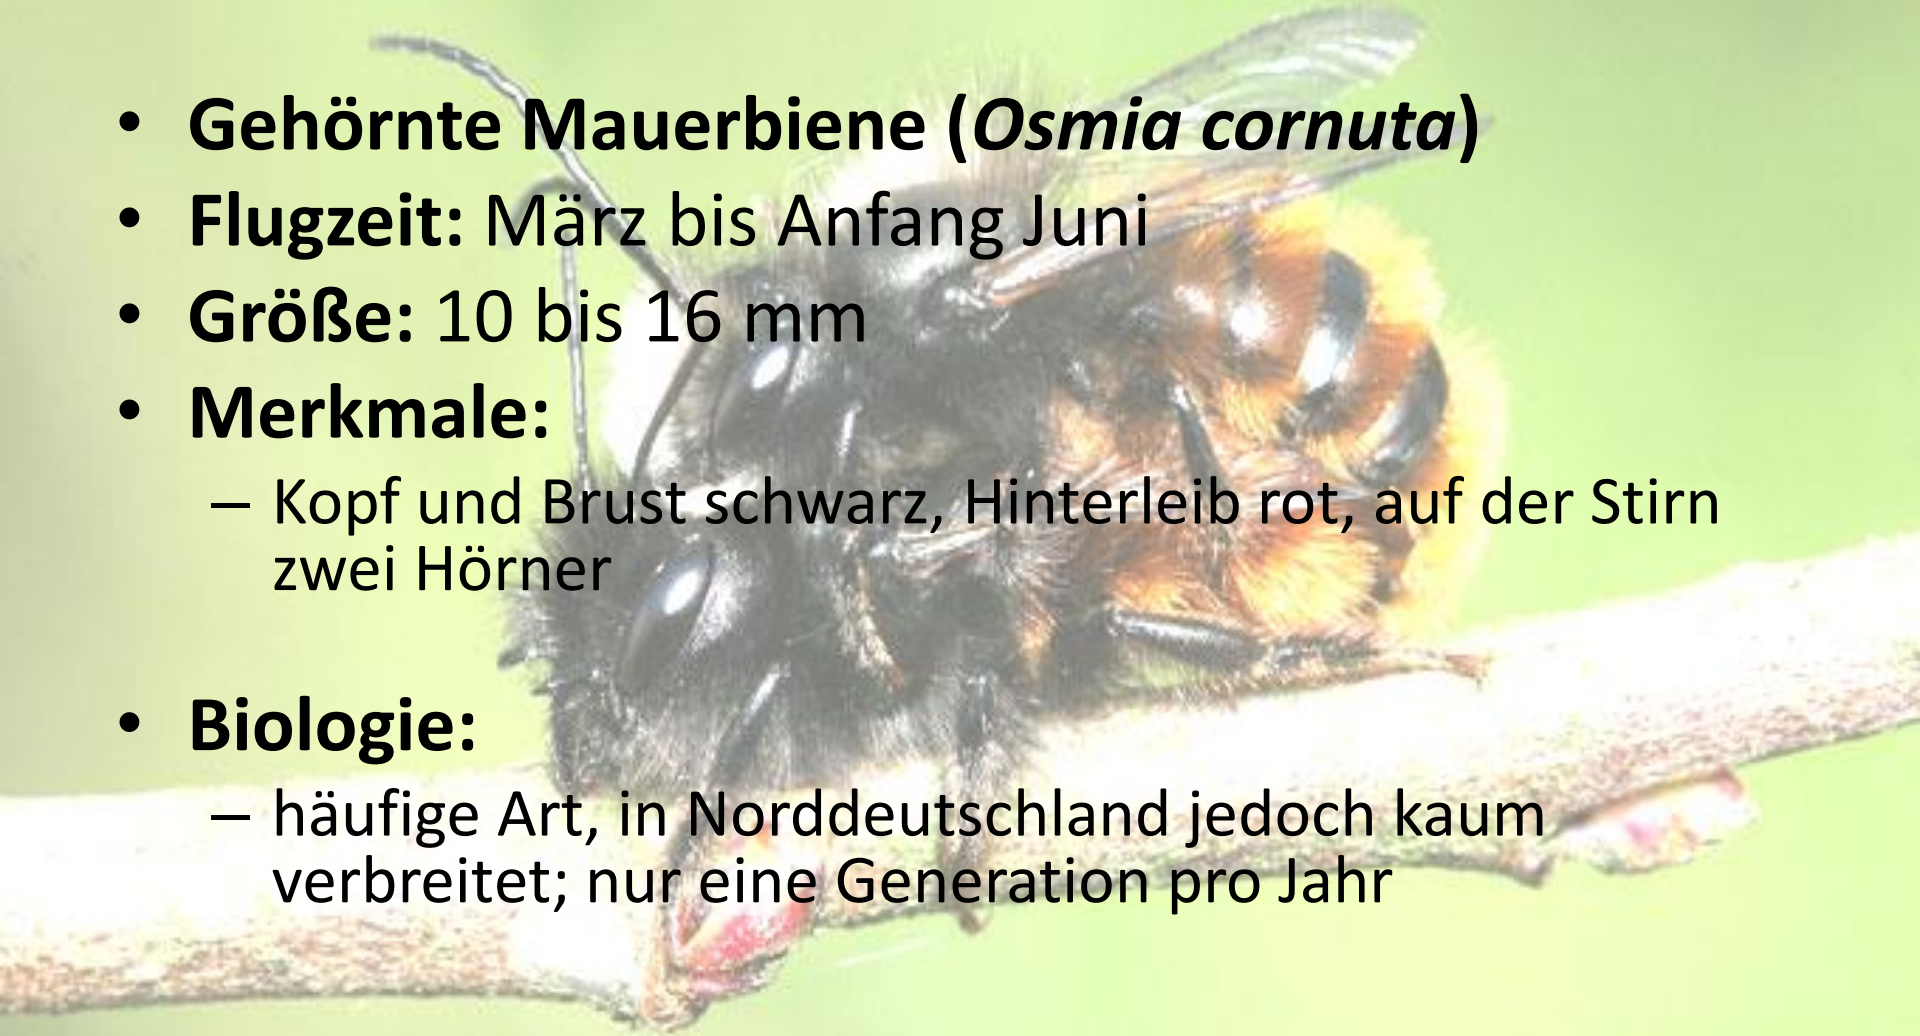 • Gehörnte Mauerbiene (Osmia cornuta)
• Flugzeit: März bis Anfang Juni
• Größe: 10 bis 16 mm
• Merkmale:
– Kopf und Brust schwarz, Hinterleib rot, auf der Stirn
zwei Hörner
• Biologie:
– häufige Art, in Norddeutschland jedoch kaum
verbreitet; nur eine Generation pro Jahr